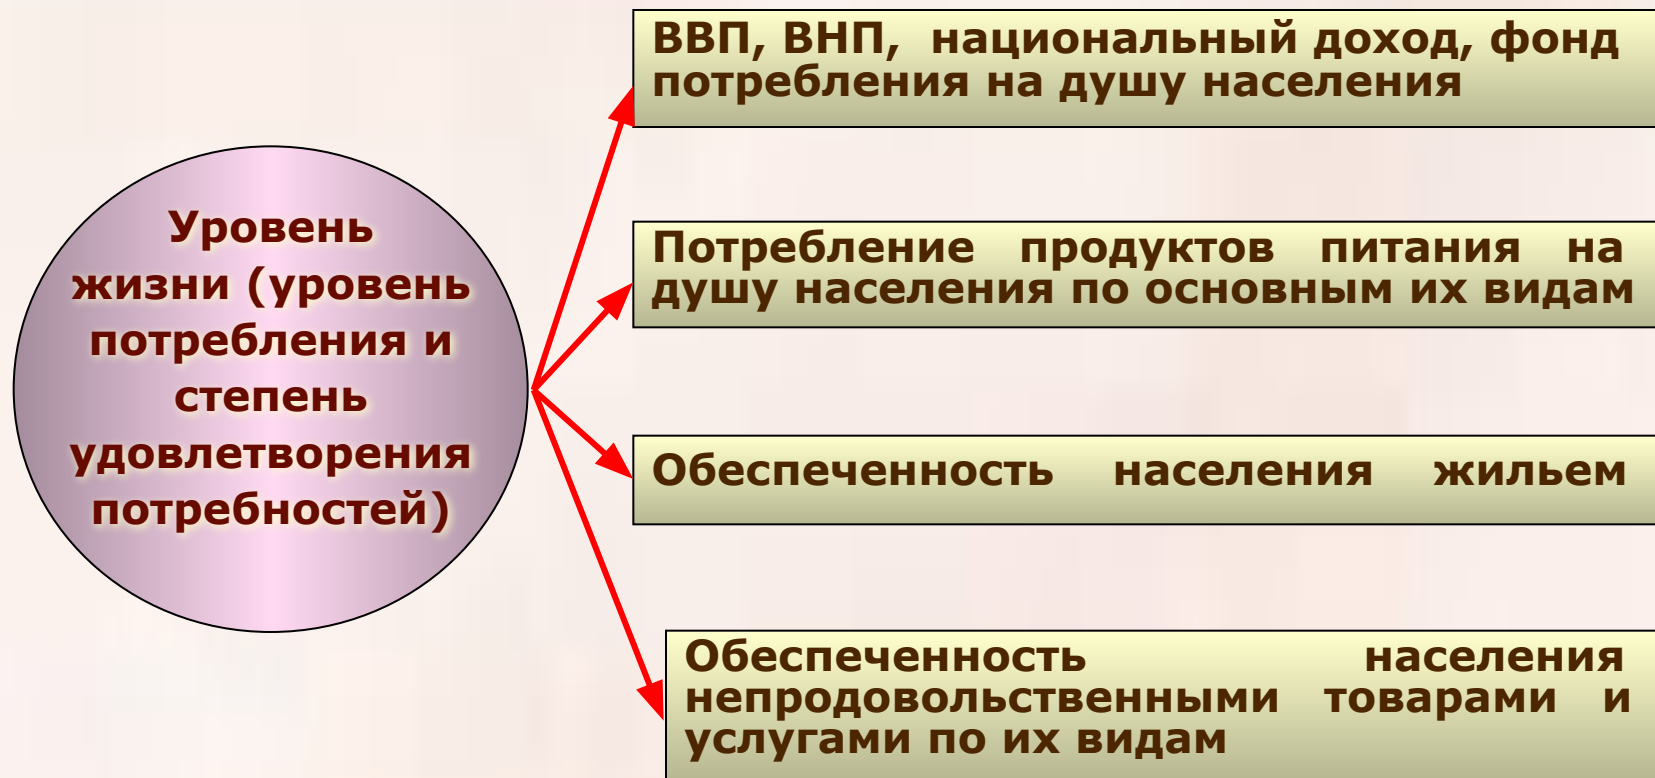 Уровень
жизни (уровень
потребления и
степень
удовлетворения
потребностей)
ВВП, ВНП, национальный доход, фонд
потребления на душу населения
Потребление продуктов питания на
душу населения по основным их видам
Обеспеченность населения жильем
Обеспеченность населения
непродовольственными товарами и
услугами по их видам